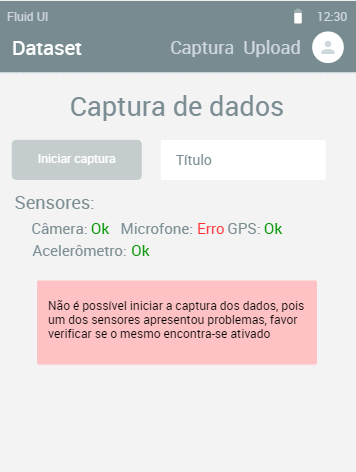 Fluid UI 12:30
Dataset Captura Upload
Captura de dados
Iniciar captura Título
Sensores:
Câmera: Ok Microfone: Erro GPS: Ok
Acelerômetro: Ok
Não é possível iniciar a captura dos dados, pois
um dos sensores apresentou problemas, favor
verificar se o mesmo encontra-se ativado